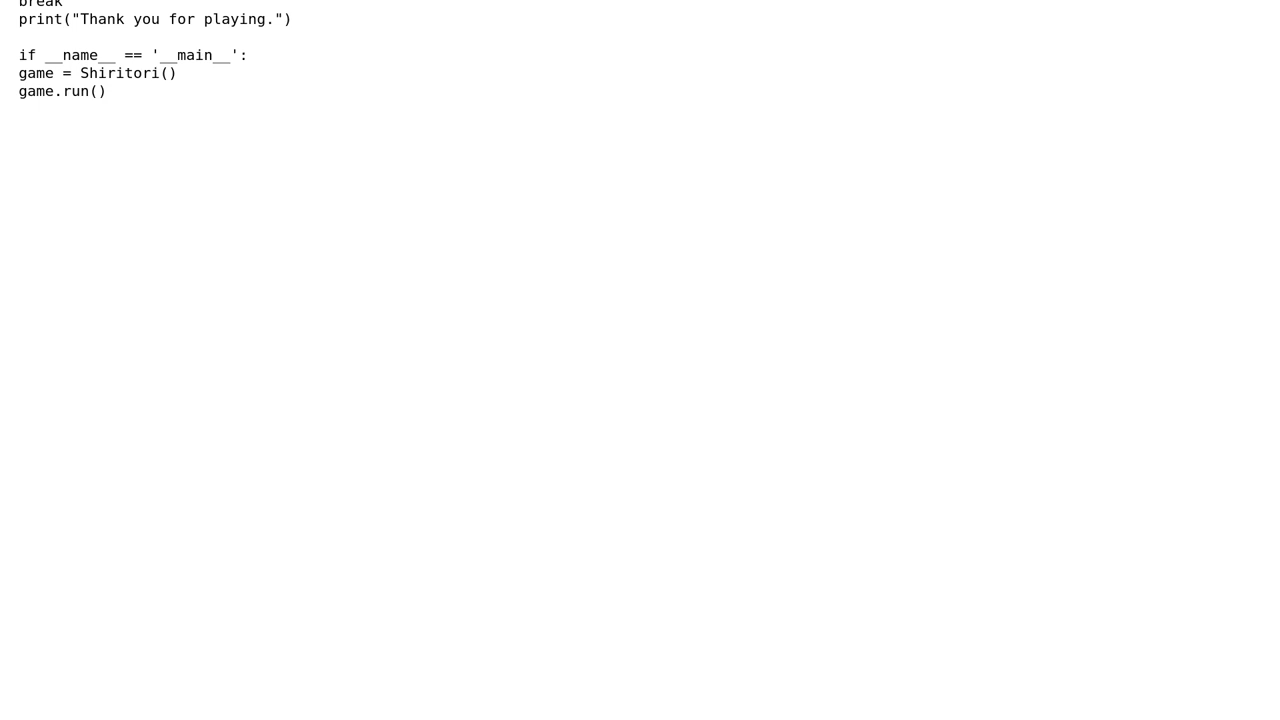 break
print("Thank you for playing.")

if __name__ == '__main__':
game = Shiritori()
game.run()